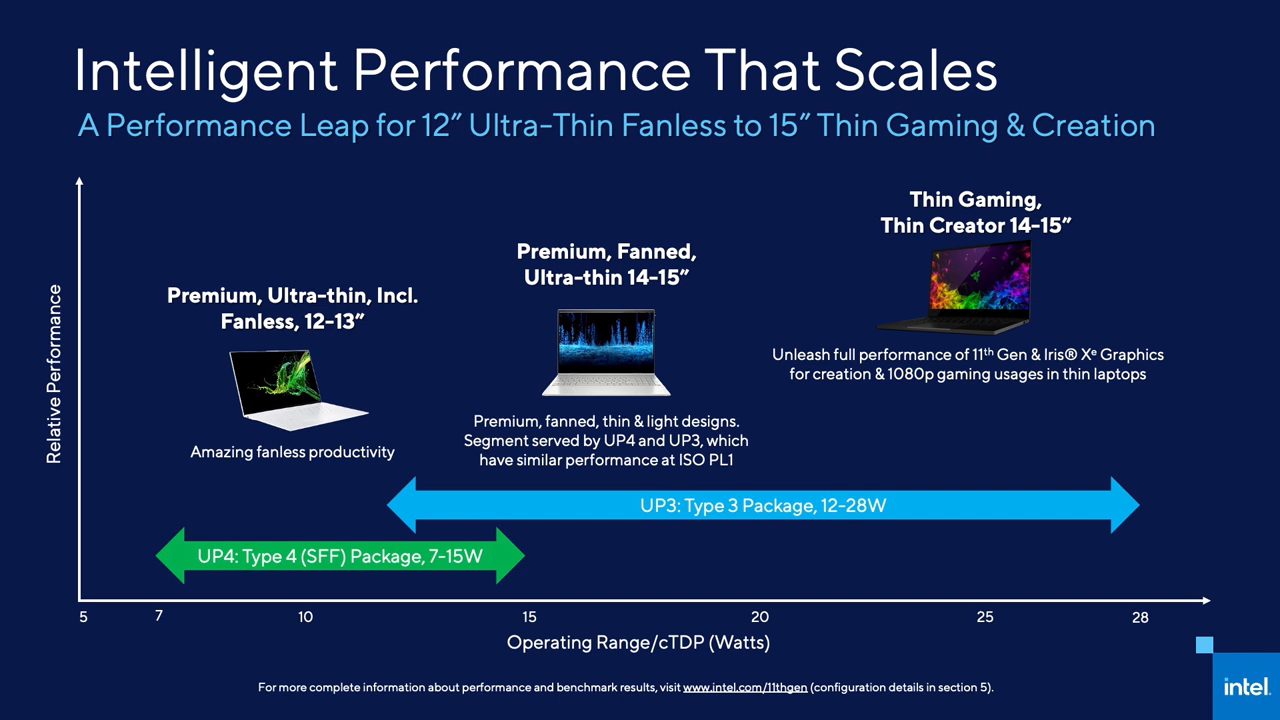 Intelligent Performance That Scales
A Performance Leap for 12″ Ultra-Thin Fanless to 15″ Thin Gaming & Creation
Relative Performance
Premium, Ultra-thin, Incl.
Fanless, 12-13″
Amazing fanless productivity
Premium, Fanned,
Ultra-thin 14-15″
Premium, fanned, thin & light designs.
Segment served by UP4 and UP3, which
have similar performance at ISO PL1
Thin Gaming,
Thin Creator 14-15″
Unleash full performance of 11ᵗʰ Gen & Iris® Xᵉ Graphics
for creation & 1080p gaming usages in thin laptops
UP3: Type 3 Package, 12-28W
UP4: Type 4 (SFF) Package, 7-15W
5 7 10 15 20 25 28
Operating Range/cTDP (Watts)
For more complete information about performance and benchmark results, visit www.intel.com/11thgen (configuration details in section 5).
intel.